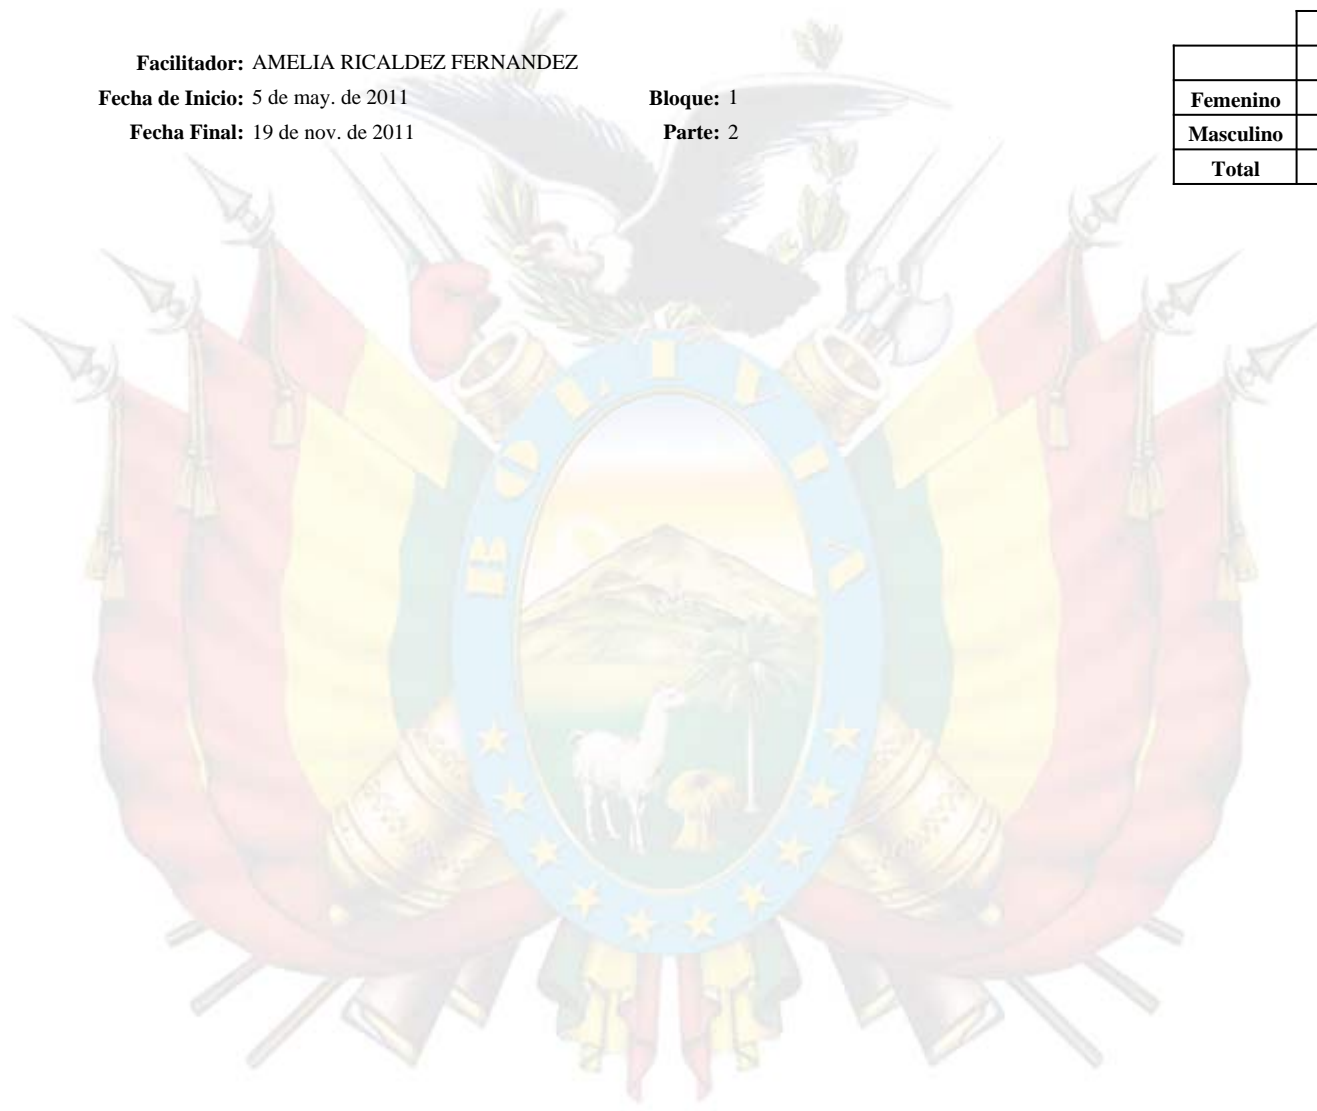 Facilitador: AMELIA RICALDEZ FERNANDEZ
Fecha de Inicio: 5 de may. de 2011 Bloque: 1
Fecha Final: 19 de nov. de 2011 Parte: 2
Femenino
Masculino
Total
BOLIVIA